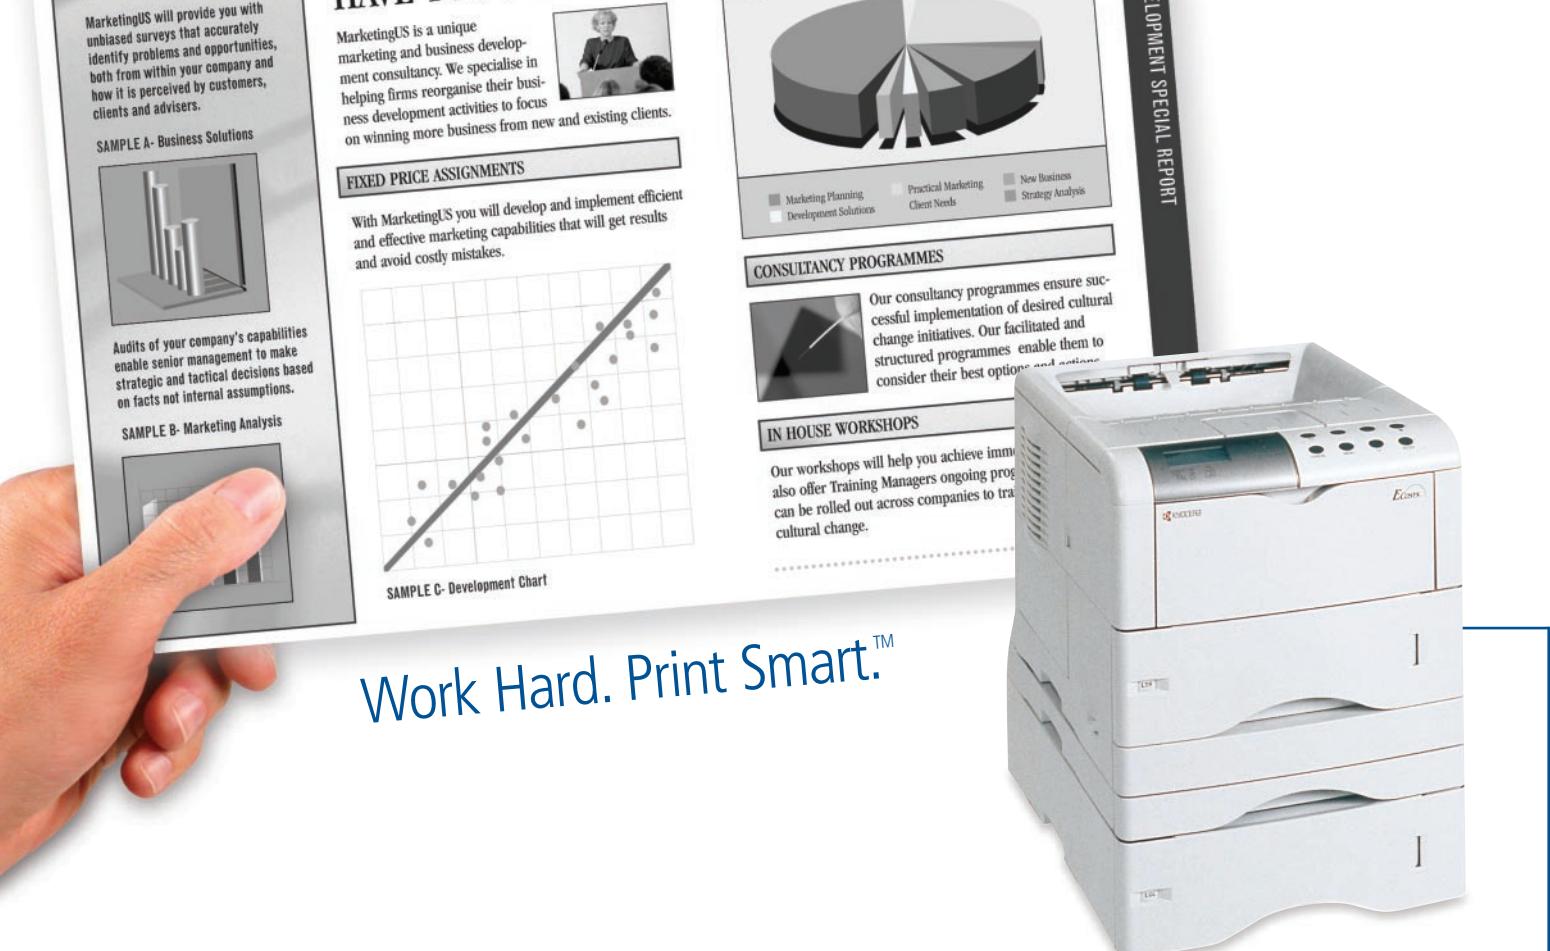 MarketingUS will provide you with
unbiased surveys that accurately
identify problems and opportunities,
both from within your company and
how it is perceived by customers,
clients and advisers.
SAMPLE A- Business Solutions
Audits of your company's capabilities
enable senior management to make
strategic and tactical decisions based
on facts not internal assumptions.
SAMPLE B- Marketing Analysis
MarketingUS is a unique
marketing and business develop-
ment consultancy. We specialise in
helping firms reorganise their busi-
ness development activities to focus
on winning more business from new and existing clients.
FIXED PRICE ASSIGNMENTS
With MarketingUS you will develop and implement efficient
and effective marketing capabilities that will get results
and avoid costly mistakes.
SAMPLE C- Development Chart
Marketing Planning
Development Solutions
Practical Marketing
Client Needs
New Business
Strategy Analysis
CONSULTANCY PROGRAMMES
Our consultancy programmes ensure suc-
cessful implementation of desired cultural
change initiatives. Our facilitated and
structured programmes enable them to
consider their best options and actions
IN HOUSE WORKSHOPS
Our workshops will help you achieve imm
also offer Training Managers ongoing prog
can be rolled out across companies to tra
cultural change.
ELOPMENT SPECIAL REPORT
KYOCERA
ECOSYS
Work Hard. Print Smart.™